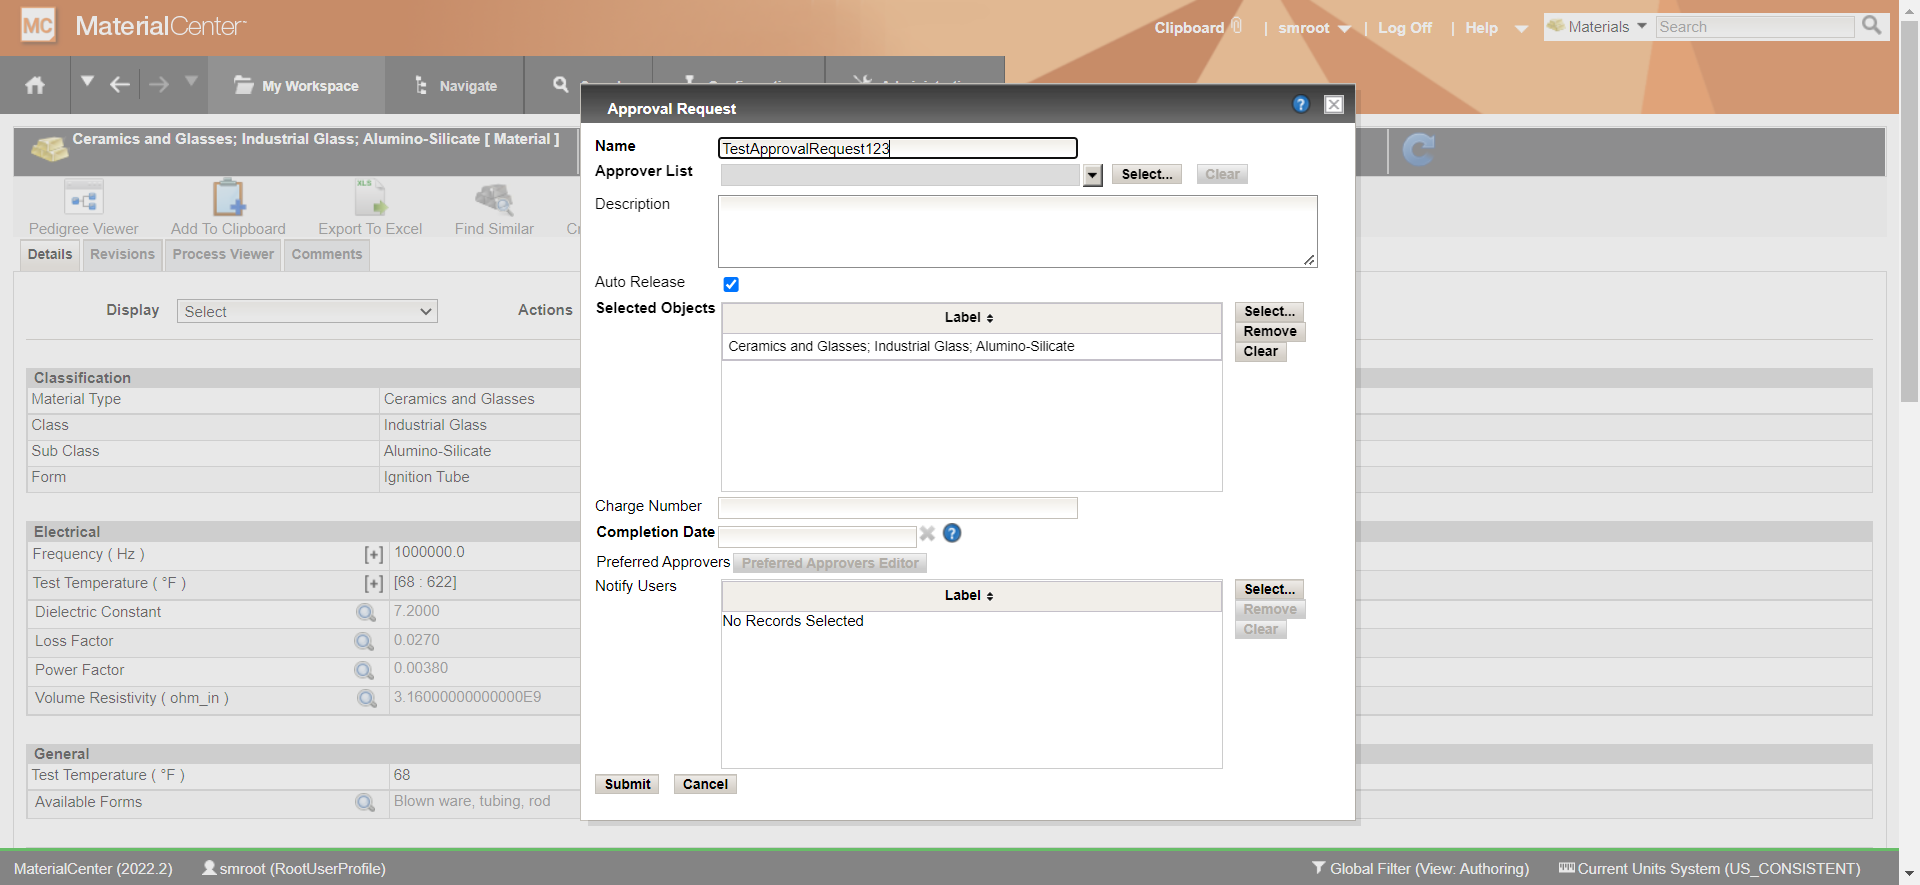 MC MaterialCenter
Clipboard | smroot | Log Off | Help
Materials Search
My Workspace Navigate
Approval Request
Ceramics and Glasses; Industrial Glass; Alumino-Silicate [ Material ]
Pedigree Viewer Add To Clipboard Export To Excel Find Similar
XLS
Details Revisions Process Viewer Comments
Display Select Actions
Classification
Material Type Ceramics and Glasses
Class Industrial Glass
Sub Class Alumino-Silicate
Form Ignition Tube
Electrical
Frequency ( Hz ) [+] 1000000.0
Test Temperature ( °F ) [+] [68 : 622]
Dielectric Constant 7.2000
Loss Factor 0.0270
Power Factor 0.00380
Volume Resistivity ( ohm_in ) 3.16000000000000E9
General
Test Temperature ( °F ) 68
Available Forms Blown ware, tubing, rod
Name TestApprovalRequest123
Approver List Select... Clear
Description
Auto Release
Selected Objects Label
Ceramics and Glasses; Industrial Glass; Alumino-Silicate
Select...
Remove
Clear
Charge Number
Completion Date
Preferred Approvers Preferred Approvers Editor
Notify Users Label
No Records Selected
Select...
Remove
Clear
Submit Cancel
MaterialCenter (2022.2) smroot (RootUserProfile) Global Filter (View: Authoring) Current Units System (US_CONSISTENT)